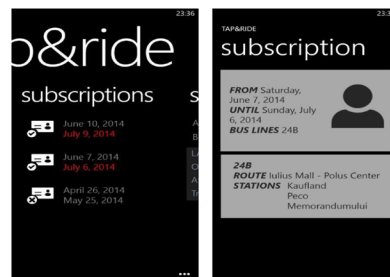 23:36
p&ride
subscriptions
June 10, 2014
July 9, 2014
June 7, 2014
July 6, 2014
April 26, 2014
May 25, 2014
TAP&RIDE
subscription
FROM Saturday,
June 7, 2014
UNTIL Sunday, July
6, 2014
BUS LINES 24B
24B
ROUTE Iulius Mall - Polus Center
STATIONS Kaufland
Peco
Memorandumului